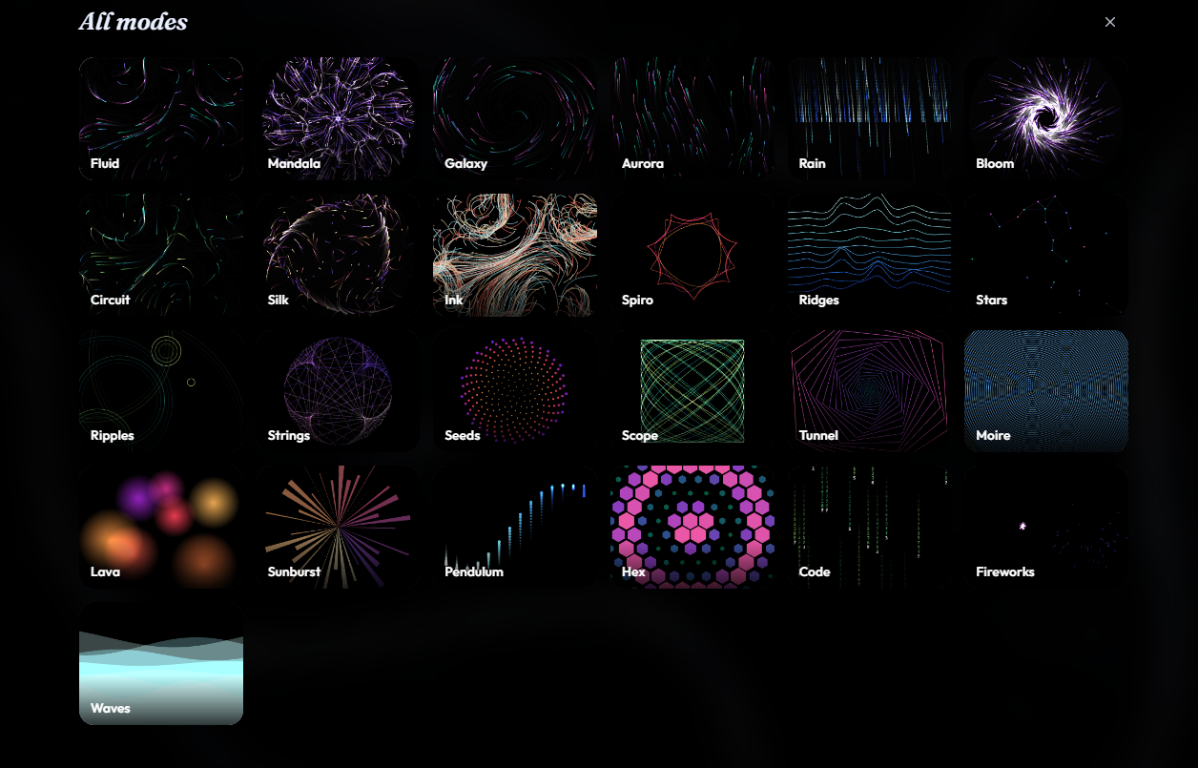 All modes
Fluid
Mandala
Galaxy
Aurora
Rain
Bloom
Circuit
Silk
Ink
Spiro
Ridges
Stars
Ripples
Strings
Seeds
Scope
Tunnel
Moire
Lava
Sunburst
Pendulum
Hex
Code
Fireworks
Waves